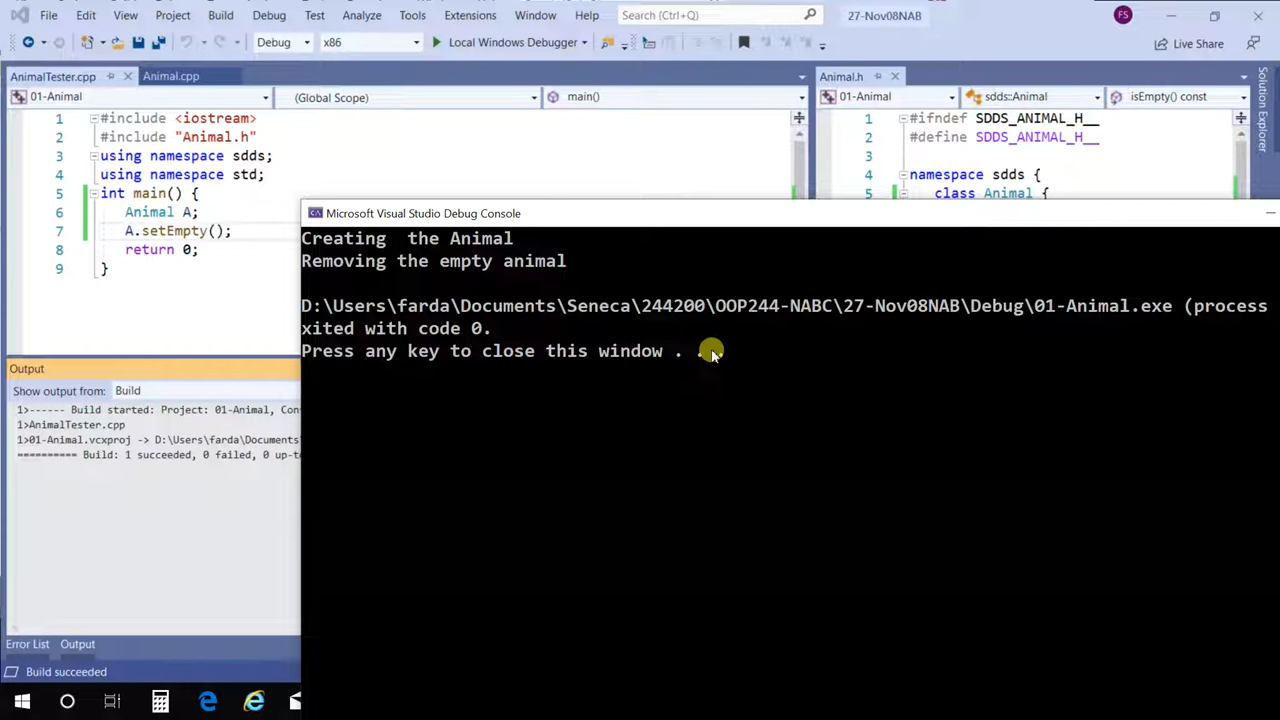 File Edit View Project Build Debug Test Analyze Tools Extensions Window Help Search (Ctrl+Q) 27-Nov08NAB FS
Debug x86 Local Windows Debugger Live Share
AnimalTester.cpp Animal.cpp Animal.h
01-Animal (Global Scope) main() 01-Animal sdds::Animal isEmpty() const
Solution Explorer
1 #include <iostream>
2 #include "Animal.h"
3 using namespace sdds;
4 using namespace std;
5 int main() {
6 Animal A;
7 A.setEmpty();
8 return 0;
9 }
1 #ifndef SDDS_ANIMAL_H__
2 #define SDDS_ANIMAL_H__
3
4 namespace sdds {
5 class Animal {
Microsoft Visual Studio Debug Console
Creating  the Animal
Removing the empty animal
D:\Users\farda\Documents\Seneca\244200\OOP244-NABC\27-Nov08NAB\Debug\01-Animal.exe (process
xited with code 0.
Press any key to close this window . . .
Output
Show output from: Build
1>------ Build started: Project: 01-Animal, Con
1>AnimalTester.cpp
1>01-Animal.vcxproj -> D:\Users\farda\Documents
========== Build: 1 succeeded, 0 failed, 0 up-to
Error List Output
Build succeeded